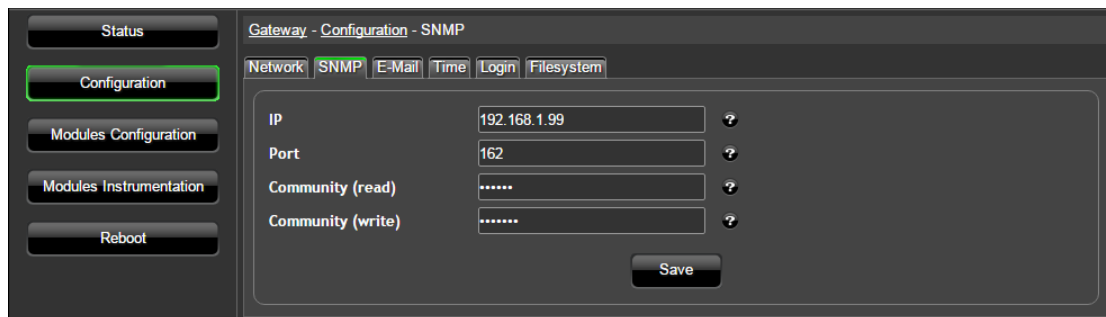 Status
Configuration
Modules Configuration
Modules Instrumentation
Reboot
Gateway - Configuration - SNMP
Network SNMP E-Mail Time Login Filesystem
IP 192.168.1.99 ?
Port 162 ?
Community (read) •••••• ?
Community (write) ••••••• ?
Save